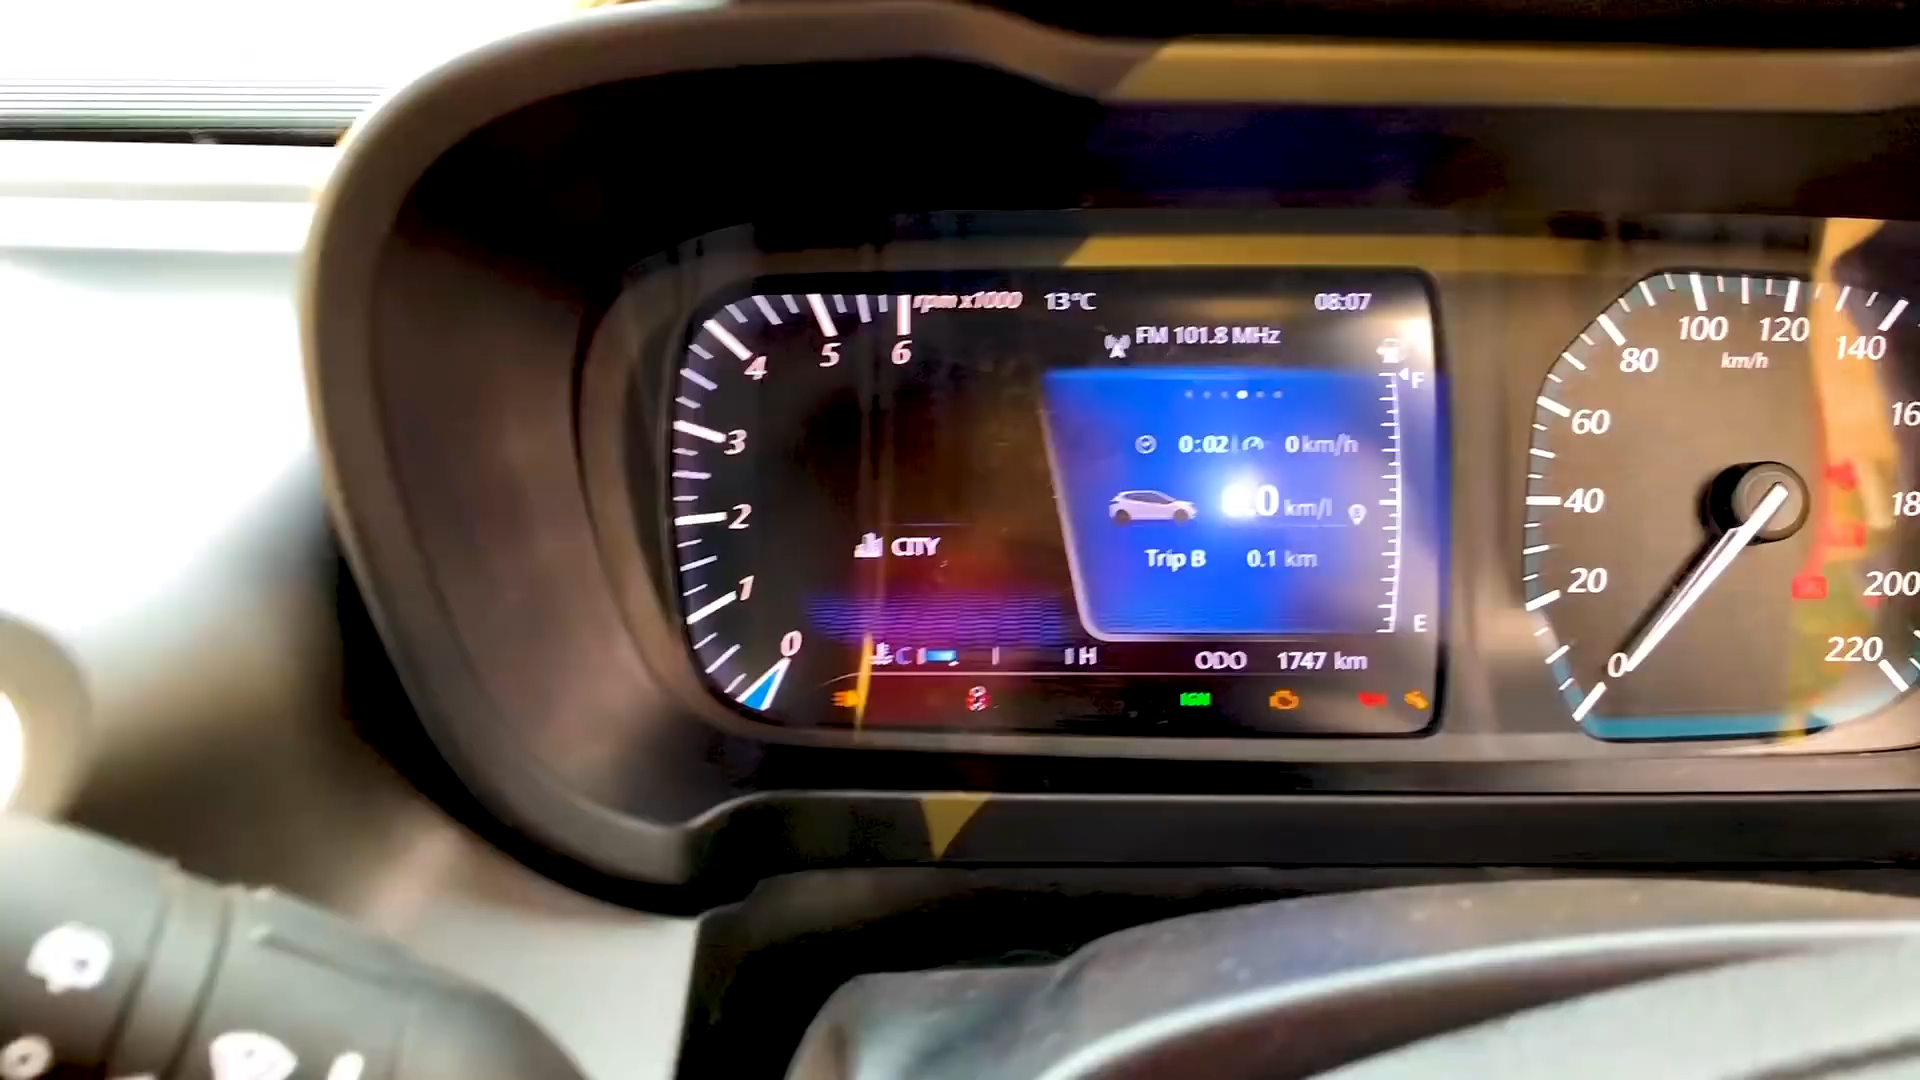 rpm x1000
13°C
08:07
FM 101.8 MHz
6
5
4
3
2
1
0
F
0:02
0 km/h
km/l
CITY
Trip B
0.1 km
E
C
H
ODO
1747 km
IGN
0
20
40
60
80
100
120
140
km/h
200
220